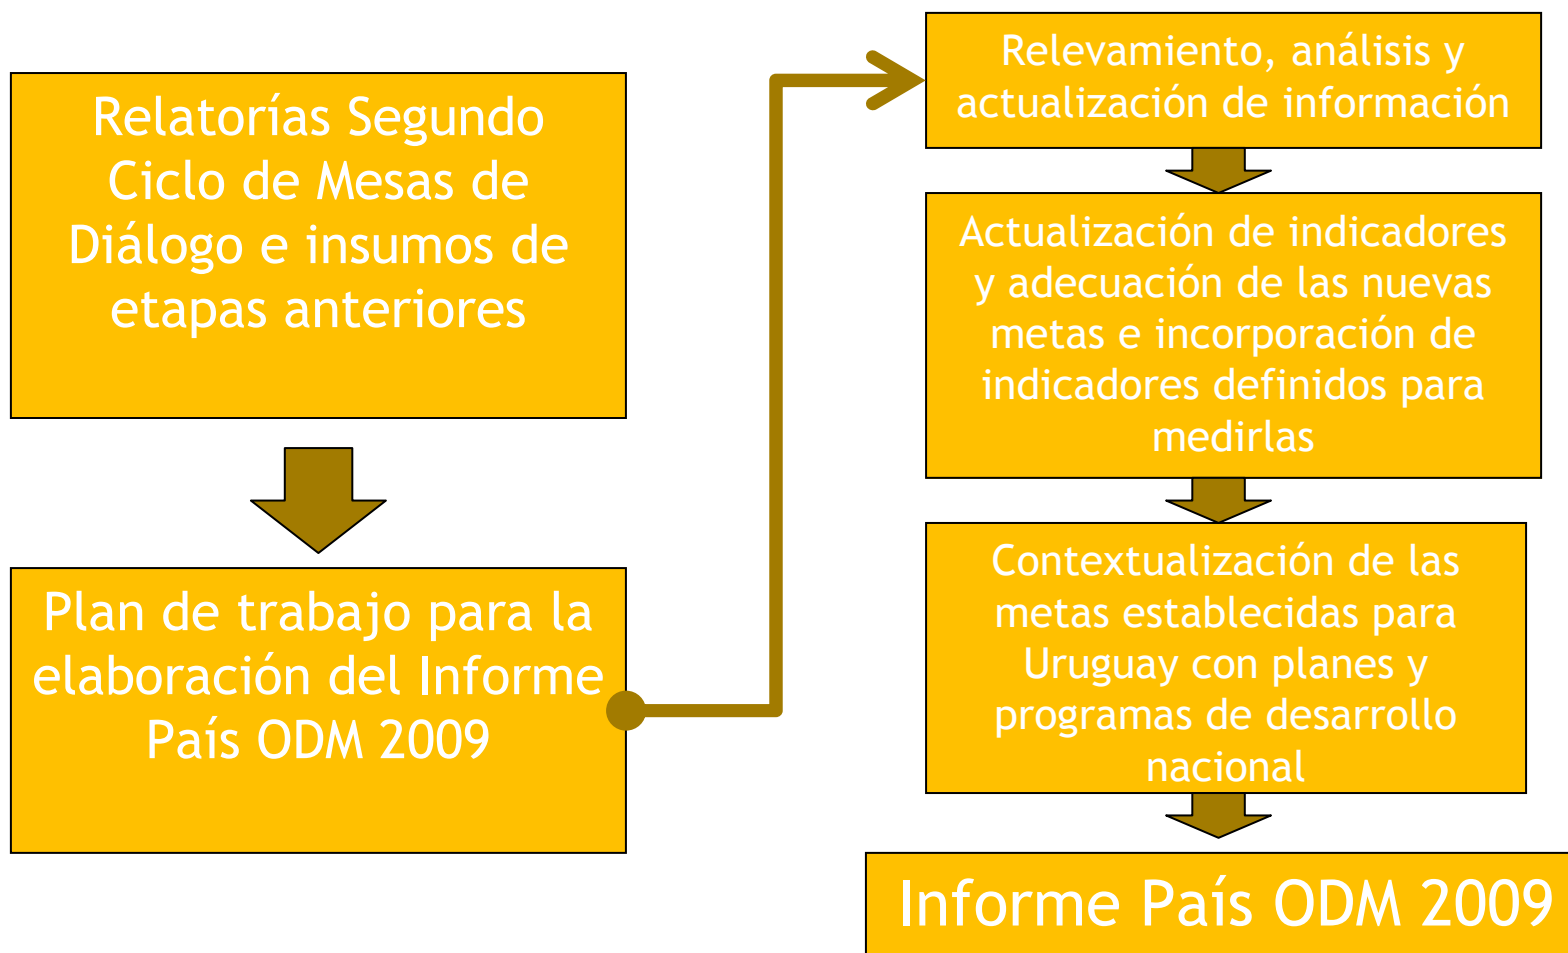 Relatorías Segundo
Ciclo de Mesas de
Diálogo e insumos de
etapas anteriores
Plan de trabajo para la
elaboración del Informe
País ODM 2009
Relevamiento, análisis y
actualización de información
Actualización de indicadores
y adecuación de las nuevas
metas e incorporación de
indicadores definidos para
medirlas
Contextualización de las
metas establecidas para
Uruguay con planes y
programas de desarrollo
nacional
Informe País ODM 2009